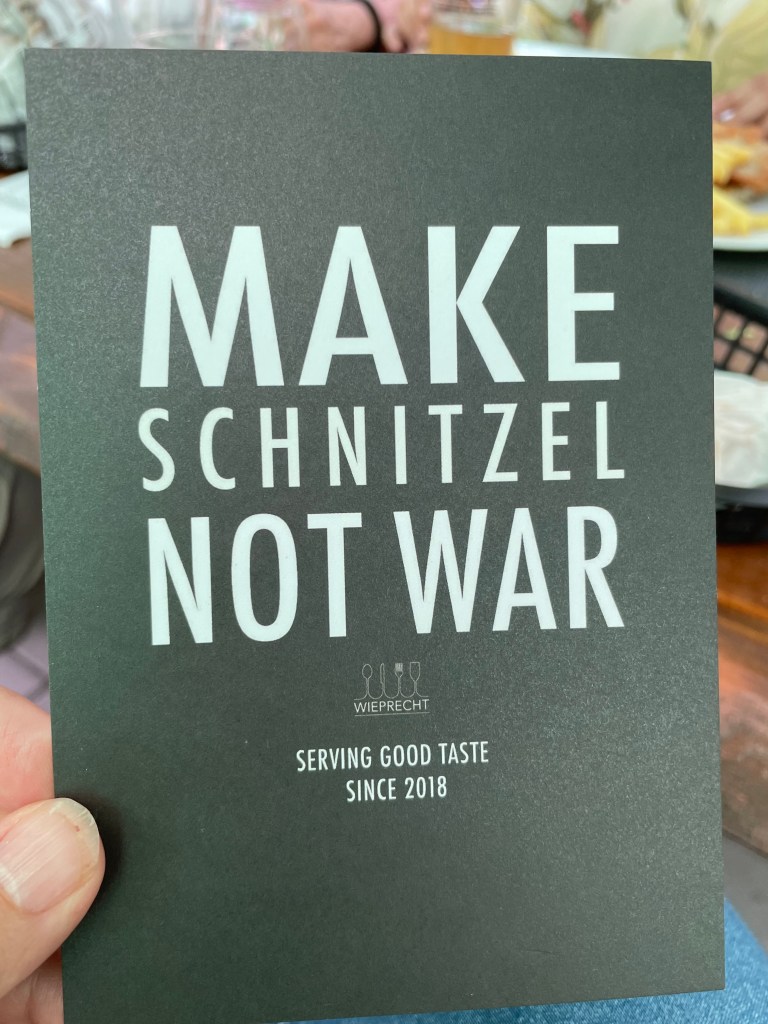 MAKE
SCHNITZEL
NOT WAR
WIEPRECHT
SERVING GOOD TASTE
SINCE 2018